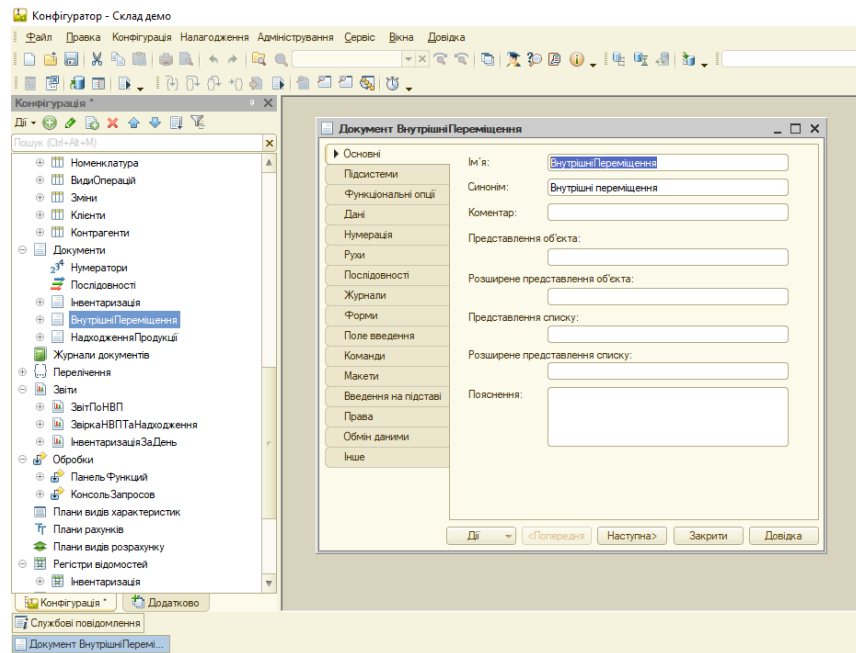 Конфігуратор - Склад демо
Файл Правка Конфігурація Налагодження Адміністрування Сервіс Вікна Довідка
Конфігурація *
Дії
Пошук (Ctrl+Alt+M)
Номенклатура
ВидиОперацій
Зміни
Клієнти
Контрагенти
Документи
Нумератори
Послідовності
Інвентаризація
ВнутрішніПереміщення
НадходженняПродукції
Журнали документів
Перелічення
Звіти
ЗвітПоНВП
ЗвіркаНВПТаНадходження
ІнвентаризаціяЗаДень
Обробки
ПанельФункций
КонсольЗапросов
Плани видів характеристик
Плани рахунків
Плани видів розрахунку
Регістри відомостей
Інвентаризація
Конфігурація * Додатково
Документ ВнутрішніПереміщення
Основні
Підсистеми
Функціональні опції
Дані
Нумерація
Рухи
Послідовності
Журнали
Форми
Поле введення
Команди
Макети
Введення на підставі
Права
Обмін даними
Інше
Ім'я: ВнутрішніПереміщення
Синонім: Внутрішні переміщення
Коментар:
Представлення об'єкта:
Розширене представлення об'єкта:
Представлення списку:
Розширене представлення списку:
Пояснення:
Дії <Попередня Наступна> Закрити Довідка
Службові повідомлення
Документ ВнутрішніПеремі...